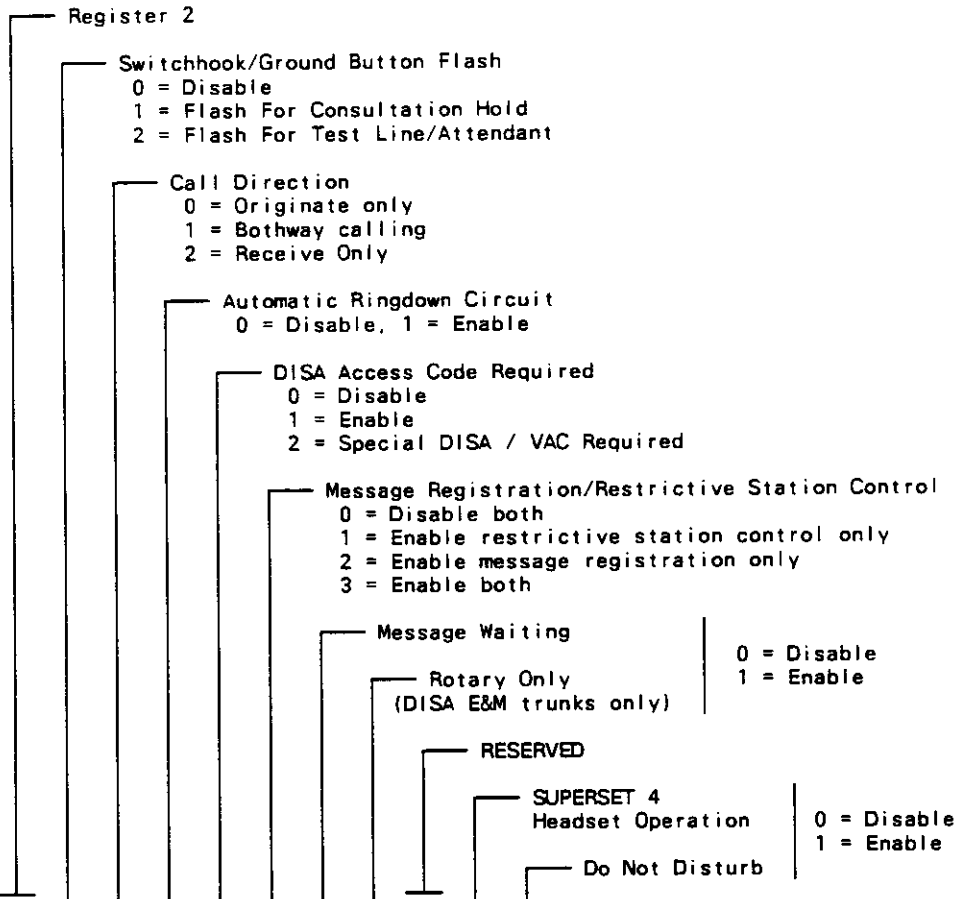 Register 2
Switchhook/Ground Button Flash
0 = Disable
1 = Flash For Consultation Hold
2 = Flash For Test Line/Attendant
Call Direction
0 = Originate only
1 = Bothway calling
2 = Receive Only
Automatic Ringdown Circuit
0 = Disable, 1 = Enable
DISA Access Code Required
0 = Disable
1 = Enable
2 = Special DISA / VAC Required
Message Registration/Restrictive Station Control
0 = Disable both
1 = Enable restrictive station control only
2 = Enable message registration only
3 = Enable both
Message Waiting
Rotary Only
(DISA E&M trunks only)
0 = Disable
1 = Enable
RESERVED
SUPERSET 4
Headset Operation
Do Not Disturb
0 = Disable
1 = Enable